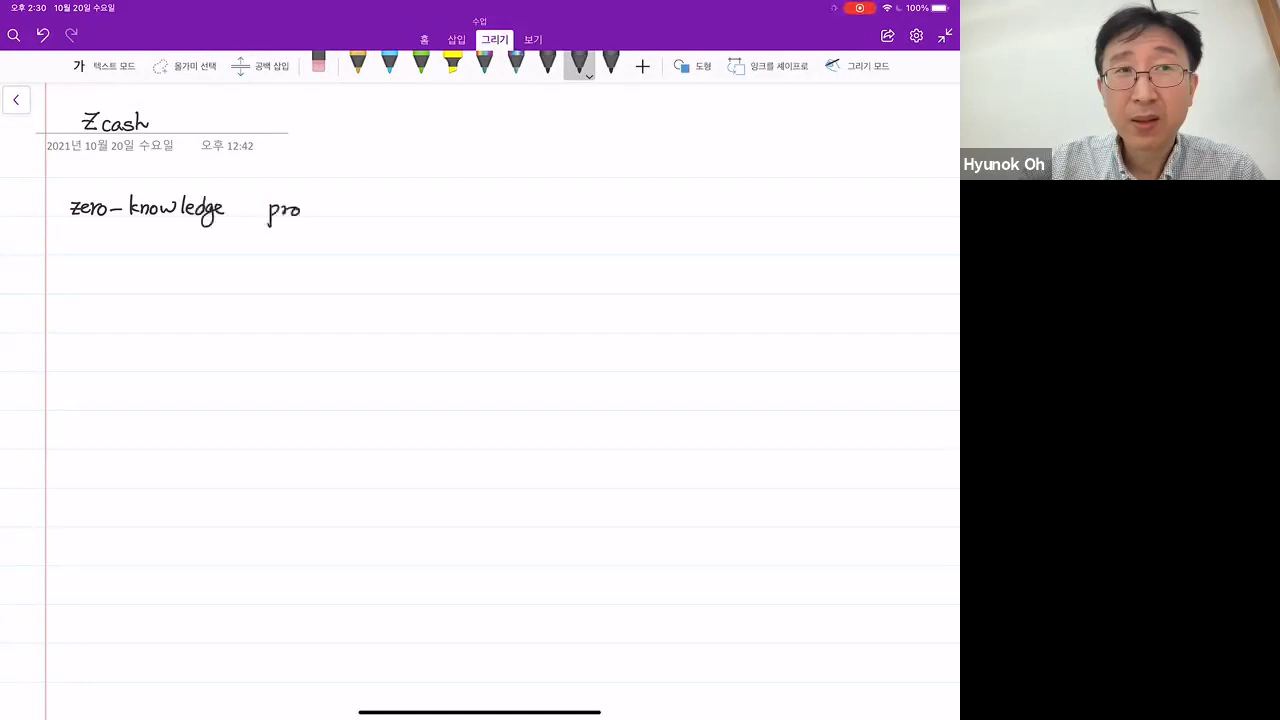 오후 2:30 10월 20일 수요일 100%
수업
홈 삽입 그리기 보기
가 텍스트 모드 올가미 선택 공백 삽입 도형 잉크를 셰이프로 그리기 모드
Zcash
2021년 10월 20일 수요일 오후 12:42
zero-knowledge pro
Hyunok Oh